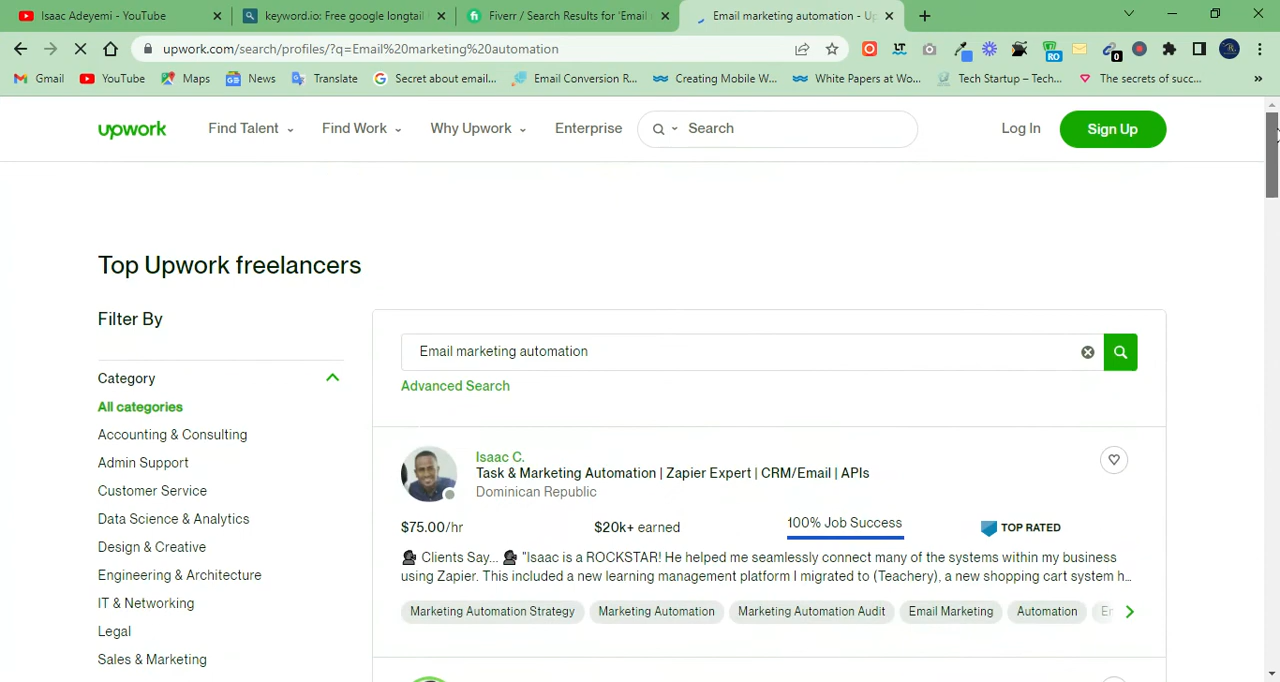 Isaac Adeyemi - YouTube
keyword.io: Free google longtail
Fiverr / Search Results for 'Email
Email marketing automation - Up
upwork.com/search/profiles/?q=Email%20marketing%20automation
LT
RO
0
Gmail
YouTube
Maps
News
Translate
Secret about email...
Email Conversion R...
Creating Mobile W...
White Papers at Wo...
Tech Startup – Tech...
The secrets of succ...
»
upwork
Find Talent
Find Work
Why Upwork
Enterprise
Search
Log In
Sign Up
Top Upwork freelancers
Filter By
Email marketing automation
Advanced Search
Category
All categories
Accounting & Consulting
Admin Support
Customer Service
Data Science & Analytics
Design & Creative
Engineering & Architecture
IT & Networking
Legal
Sales & Marketing
Isaac C.
Task & Marketing Automation | Zapier Expert | CRM/Email | APIs
Dominican Republic
$75.00/hr
$20k+ earned
100% Job Success
TOP RATED
🗣 Clients Say... 🗣 "Isaac is a ROCKSTAR! He helped me seamlessly connect many of the systems within my business
using Zapier. This included a new learning management platform I migrated to (Teachery), a new shopping cart system h...
Marketing Automation Strategy
Marketing Automation
Marketing Automation Audit
Email Marketing
Automation